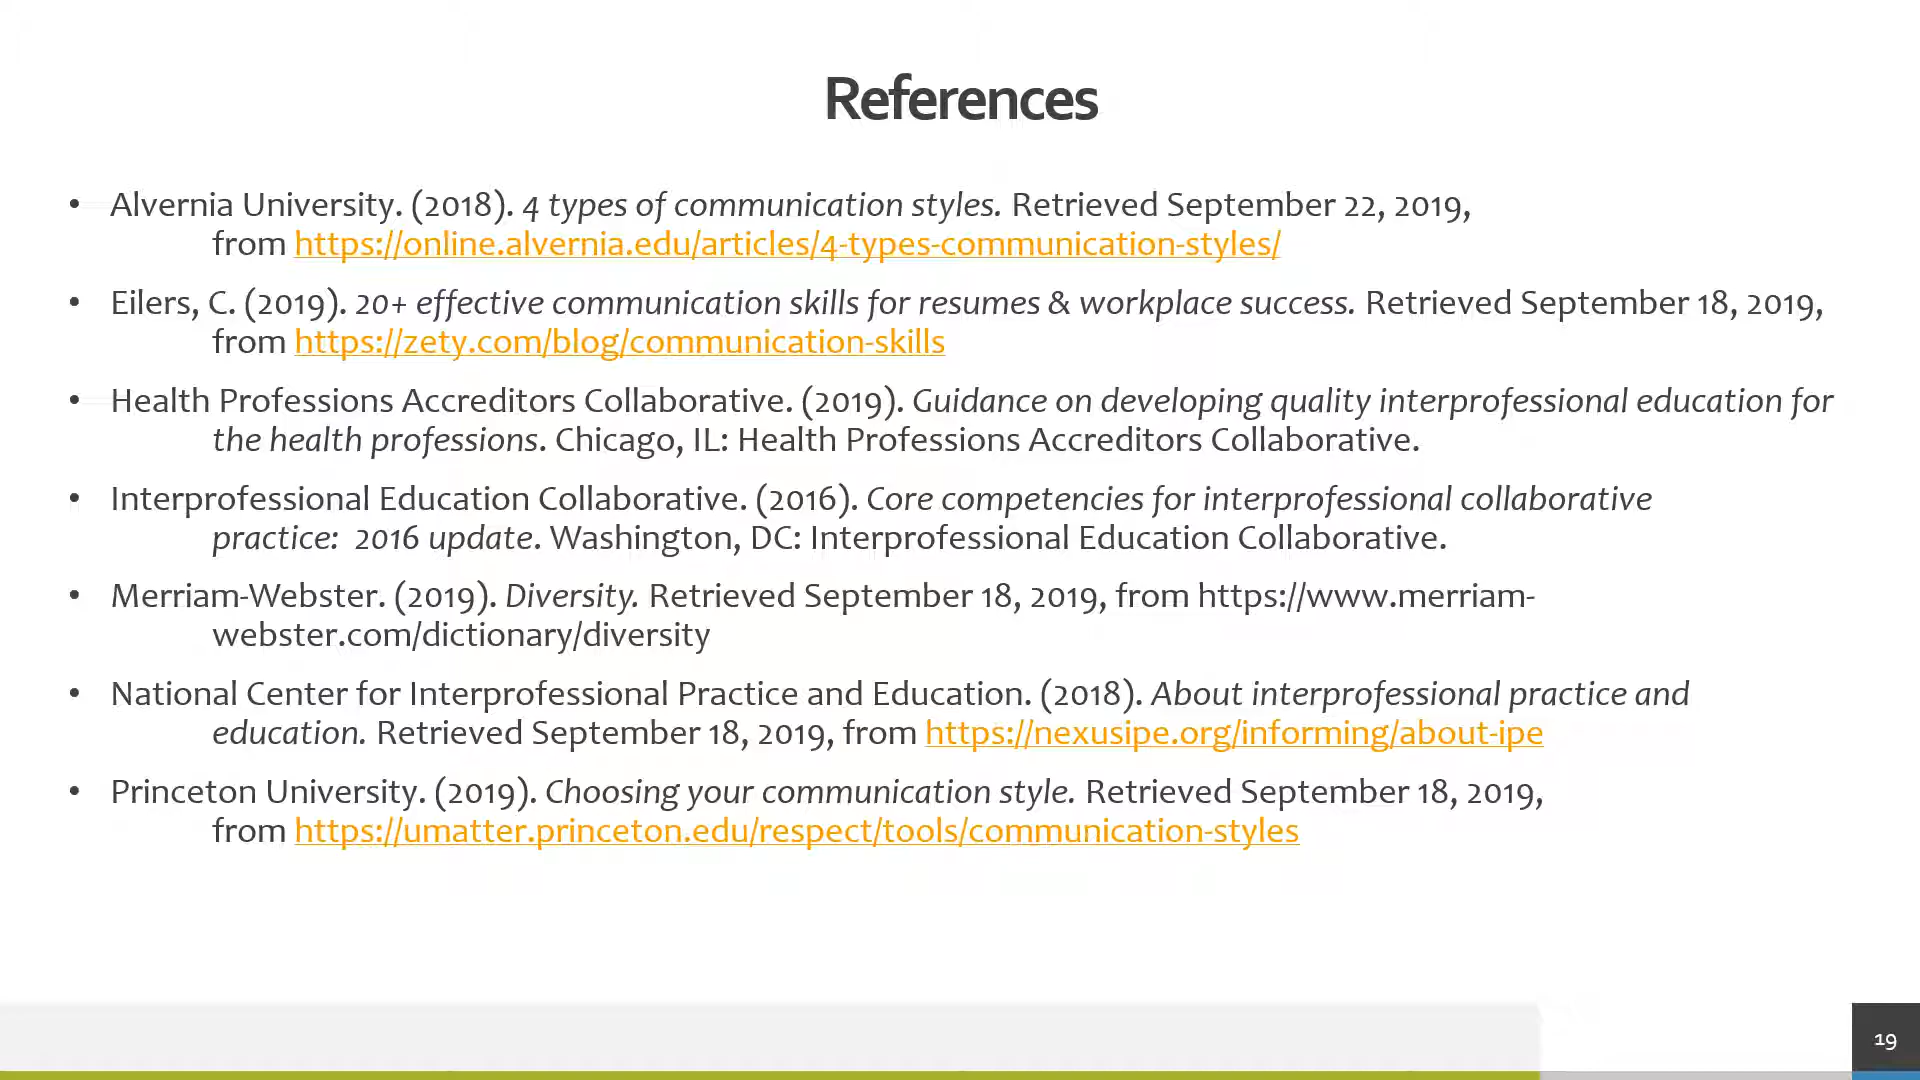 References
• Alvernia University. (2018). 4 types of communication styles. Retrieved September 22, 2019,
from https://online.alvernia.edu/articles/4-types-communication-styles/
• Eilers, C. (2019). 20+ effective communication skills for resumes & workplace success. Retrieved September 18, 2019,
from https://zety.com/blog/communication-skills
• Health Professions Accreditors Collaborative. (2019). Guidance on developing quality interprofessional education for
the health professions. Chicago, IL: Health Professions Accreditors Collaborative.
• Interprofessional Education Collaborative. (2016). Core competencies for interprofessional collaborative
practice:  2016 update. Washington, DC: Interprofessional Education Collaborative.
• Merriam-Webster. (2019). Diversity. Retrieved September 18, 2019, from https://www.merriam-
webster.com/dictionary/diversity
• National Center for Interprofessional Practice and Education. (2018). About interprofessional practice and
education. Retrieved September 18, 2019, from https://nexusipe.org/informing/about-ipe
• Princeton University. (2019). Choosing your communication style. Retrieved September 18, 2019,
from https://umatter.princeton.edu/respect/tools/communication-styles
19